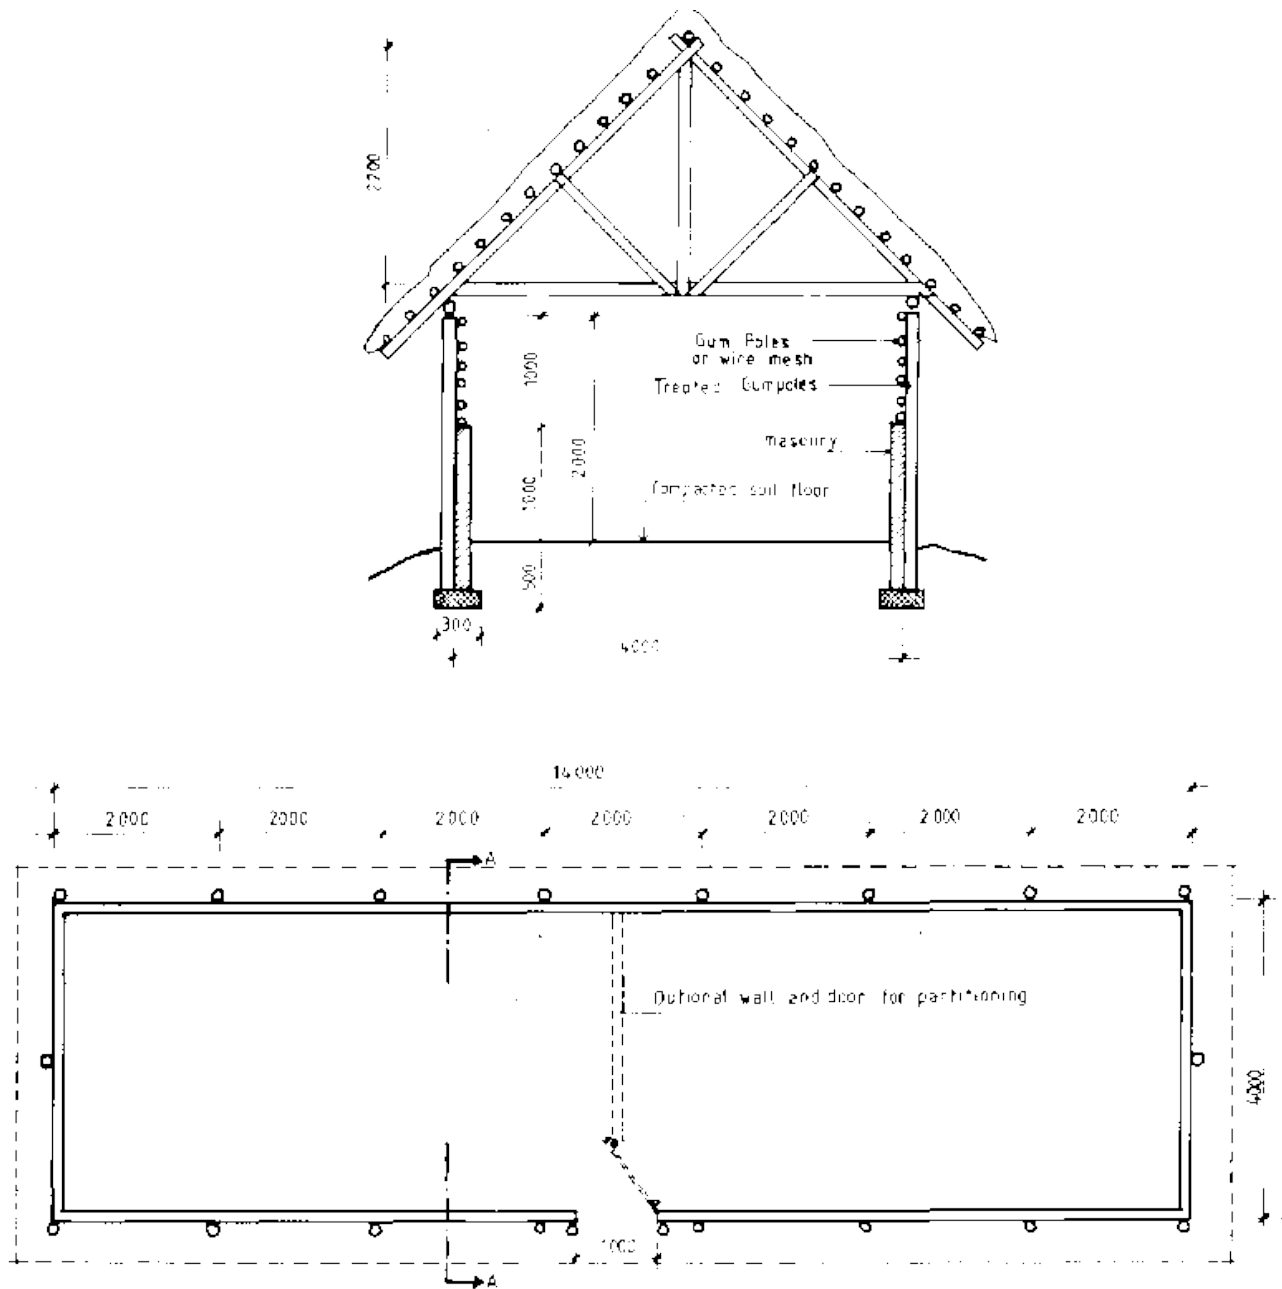 2700
Gum Poles
or wire mesh
Treated Gumpoles
masonry
Compacted soil floor
1000
2000
1000
500
300
4000
14000
2000 2000 2000 2000 2000 2000 2000
A
Optional wall and door for partitioning
4000
1000
A